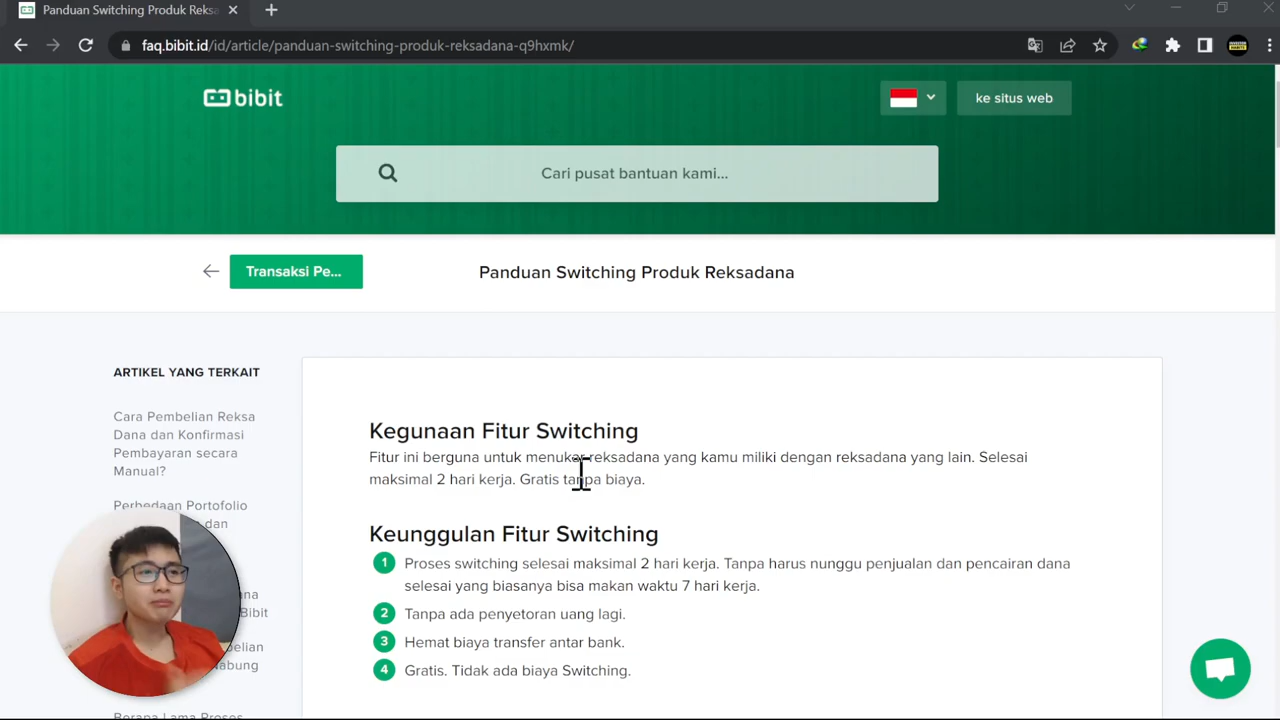 Panduan Switching Produk Reksa
faq.bibit.id/id/article/panduan-switching-produk-reksadana-q9hxmk/
bibit
ke situs web
Cari pusat bantuan kami...
Transaksi Pe...
Panduan Switching Produk Reksadana
ARTIKEL YANG TERKAIT
Cara Pembelian Reksa
Dana dan Konfirmasi
Pembayaran secara
Manual?
Perbedaan Portofolio
dan
Bibit
Kegunaan Fitur Switching
Fitur ini berguna untuk menukar reksadana yang kamu miliki dengan reksadana yang lain. Selesai
maksimal 2 hari kerja. Gratis tanpa biaya.
Keunggulan Fitur Switching
1 Proses switching selesai maksimal 2 hari kerja. Tanpa harus nunggu penjualan dan pencairan dana
selesai yang biasanya bisa makan waktu 7 hari kerja.
2 Tanpa ada penyetoran uang lagi.
3 Hemat biaya transfer antar bank.
4 Gratis. Tidak ada biaya Switching.